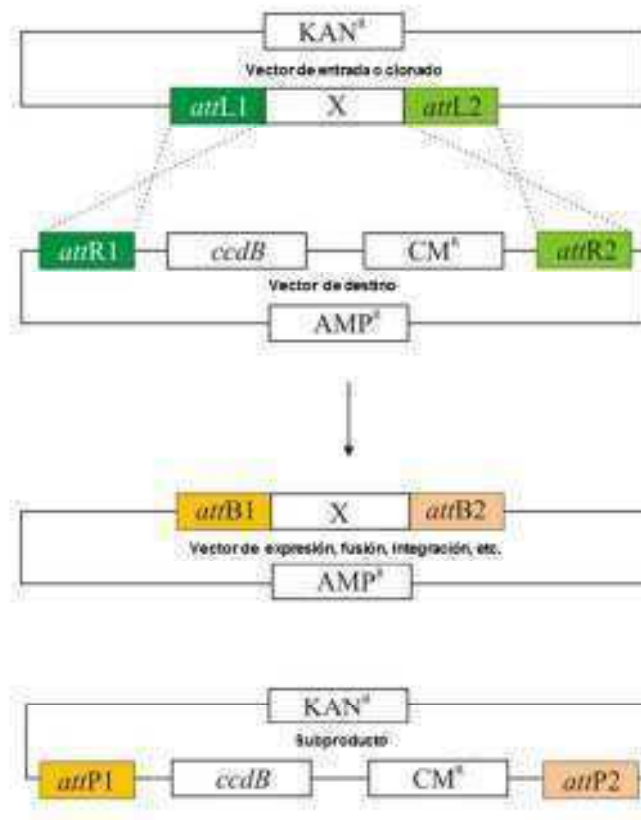 KAN^R
Vector de entrada o clonado
attL1 X attL2
attR1 ccdB CM^R attR2
Vector de destino
AMP^R
attB1 X attB2
Vector de expresión, fusión, integración, etc.
AMP^R
KAN^R
Subproducto
attP1 ccdB CM^R attP2